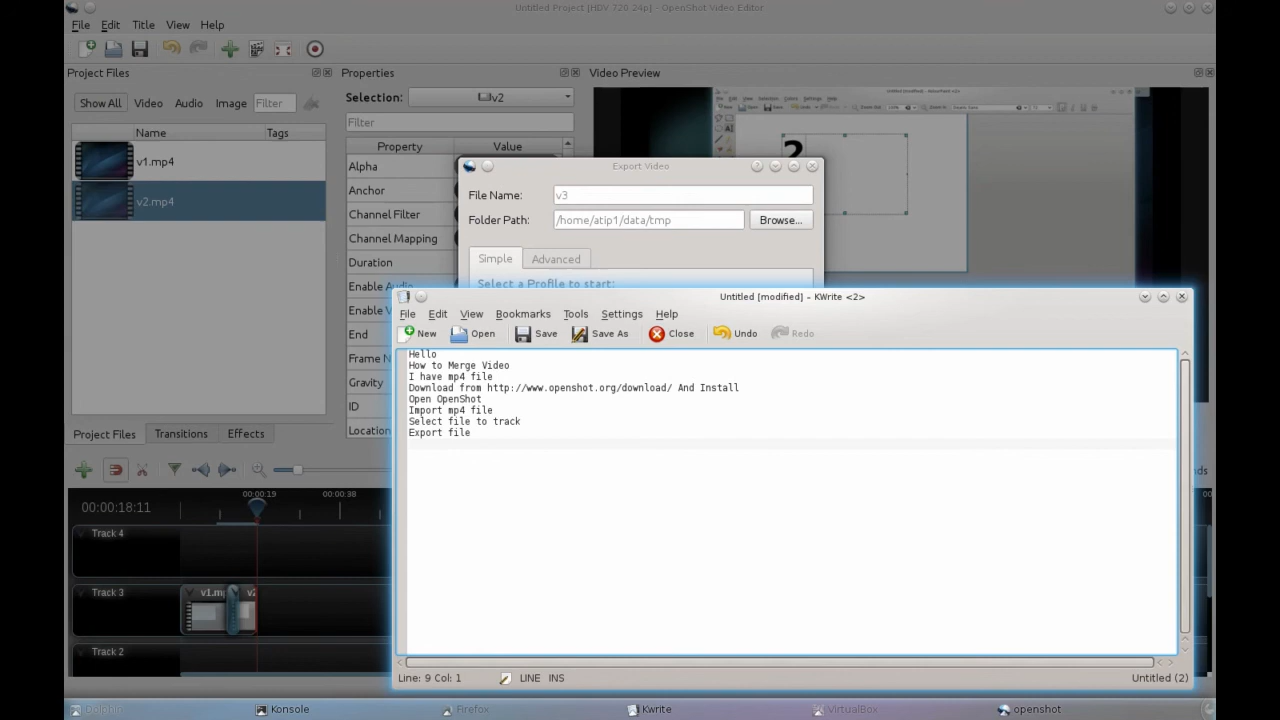 Untitled Project [HDV 720 24p] - OpenShot Video Editor
File Edit Title View Help
Project Files
Properties
Video Preview
Show All Video Audio Image Filter
Selection: v2
Filter
Name Tags
Property Value
v1.mp4
v2.mp4
Alpha
Anchor
Channel Filter
Channel Mapping
Duration
Enable
Enable
End
Frame
Gravity
ID
Location
2
Export Video
File Name: v3
Folder Path: /home/atip1/data/tmp Browse...
Simple Advanced
Select a Profile to start:
Untitled [modified] - KWrite <2>
File Edit View Bookmarks Tools Settings Help
New Open Save Save As Close Undo Redo
Hello
How to Merge Video
I have mp4 file
Download from http://www.openshot.org/download/ And Install
Open OpenShot
Import mp4 file
Select file to track
Export file
Line: 9 Col: 1 LINE INS Untitled (2)
Project Files Transitions Effects
00:00:18:11
00:00:19 00:00:38
Track 4
Track 3
v1.m v2
Track 2
Dolphin Konsole Firefox Kwrite VirtualBox openshot